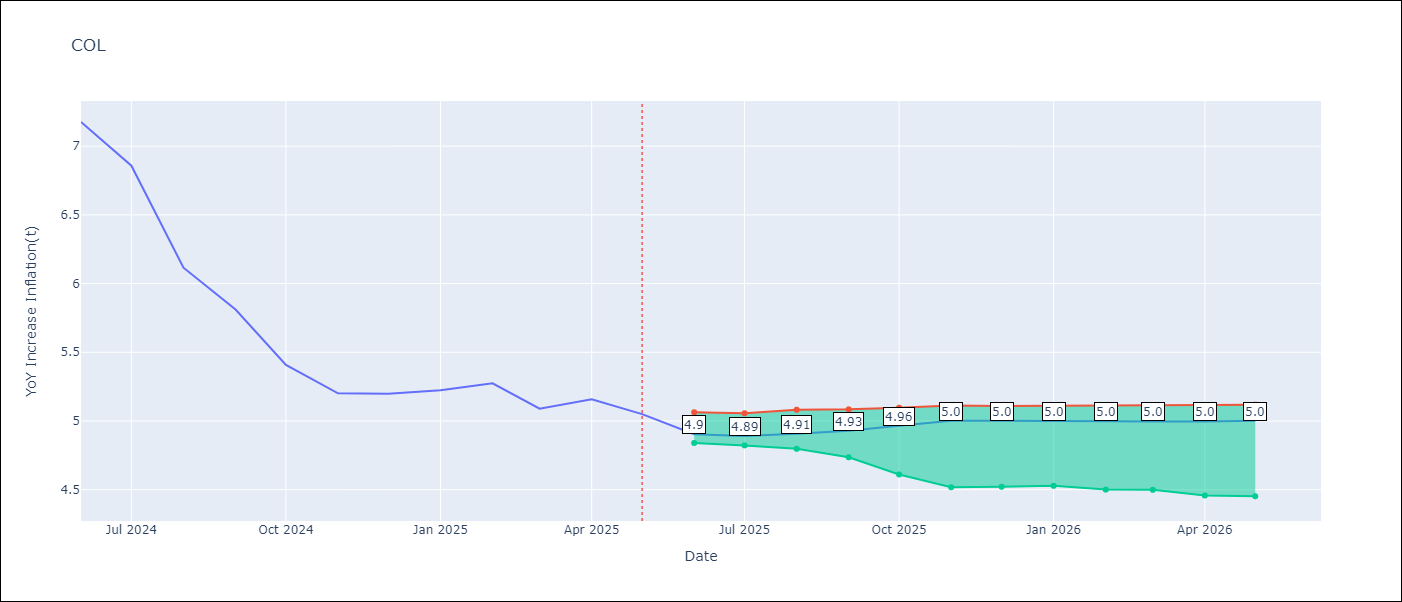 COL
YoY Increase Inflation(t)
7
6.5
6
5.5
5
4.5
4.9
4.89
4.91
4.93
4.96
5.0
5.0
5.0
5.0
5.0
5.0
5.0
Jul 2024
Oct 2024
Jan 2025
Apr 2025
Jul 2025
Oct 2025
Jan 2026
Apr 2026
Date